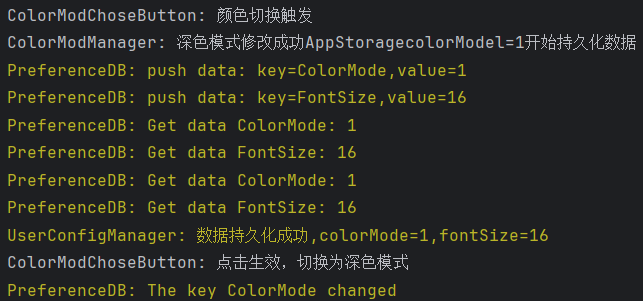 ColorModChoseButton: 颜色切换触发
ColorModManager: 深色模式修改成功AppStoragecolorModel=1开始持久化数据
PreferenceDB: push data: key=ColorMode,value=1
PreferenceDB: push data: key=FontSize,value=16
PreferenceDB: Get data ColorMode: 1
PreferenceDB: Get data FontSize: 16
PreferenceDB: Get data ColorMode: 1
PreferenceDB: Get data FontSize: 16
UserConfigManager: 数据持久化成功,colorMode=1,fontSize=16
ColorModChoseButton: 点击生效，切换为深色模式
PreferenceDB: The key ColorMode changed